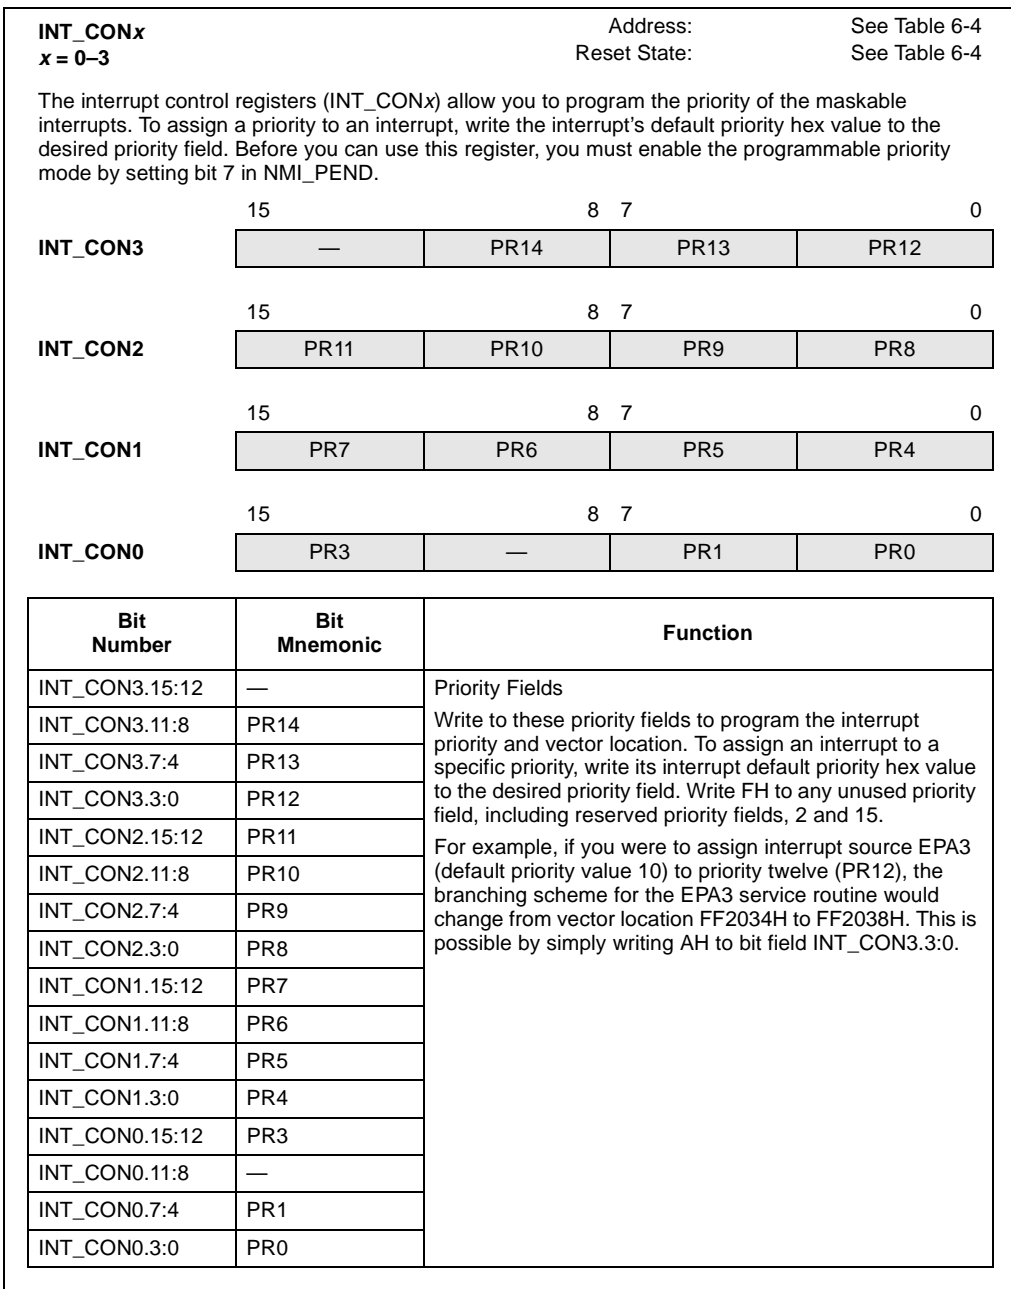 INT_CONx Address: See Table 6-4
x = 0–3 Reset State: See Table 6-4
The interrupt control registers (INT_CONx) allow you to program the priority of the maskable
interrupts. To assign a priority to an interrupt, write the interrupt's default priority hex value to the
desired priority field. Before you can use this register, you must enable the programmable priority
mode by setting bit 7 in NMI_PEND.
15 8 7 0
INT_CON3 — PR14 PR13 PR12
15 8 7 0
INT_CON2 PR11 PR10 PR9 PR8
15 8 7 0
INT_CON1 PR7 PR6 PR5 PR4
15 8 7 0
INT_CON0 PR3 — PR1 PR0
Bit
Number
Bit
Mnemonic
Function
INT_CON3.15:12 —
INT_CON3.11:8 PR14
INT_CON3.7:4 PR13
INT_CON3.3:0 PR12
INT_CON2.15:12 PR11
INT_CON2.11:8 PR10
INT_CON2.7:4 PR9
INT_CON2.3:0 PR8
INT_CON1.15:12 PR7
INT_CON1.11:8 PR6
INT_CON1.7:4 PR5
INT_CON1.3:0 PR4
INT_CON0.15:12 PR3
INT_CON0.11:8 —
INT_CON0.7:4 PR1
INT_CON0.3:0 PR0
Priority Fields
Write to these priority fields to program the interrupt
priority and vector location. To assign an interrupt to a
specific priority, write its interrupt default priority hex value
to the desired priority field. Write FH to any unused priority
field, including reserved priority fields, 2 and 15.
For example, if you were to assign interrupt source EPA3
(default priority value 10) to priority twelve (PR12), the
branching scheme for the EPA3 service routine would
change from vector location FF2034H to FF2038H. This is
possible by simply writing AH to bit field INT_CON3.3:0.